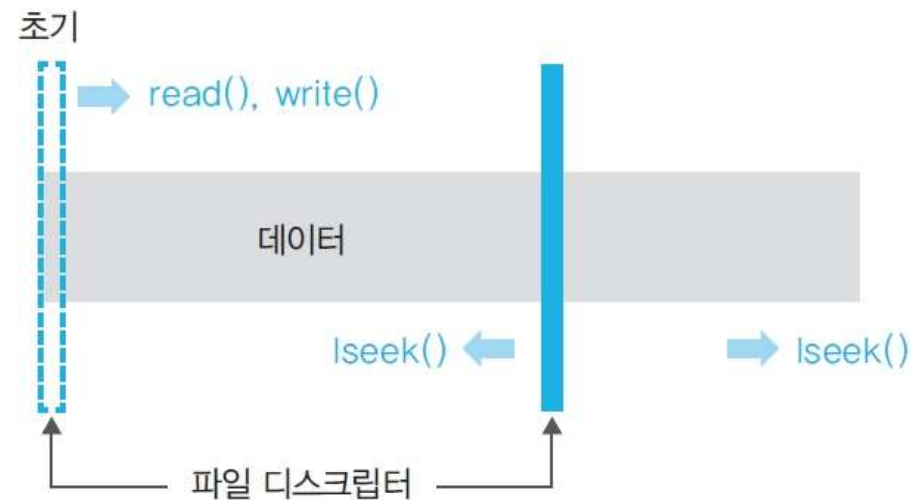 초기
read(), write()
데이터
lseek()
lseek()
파일 디스크립터